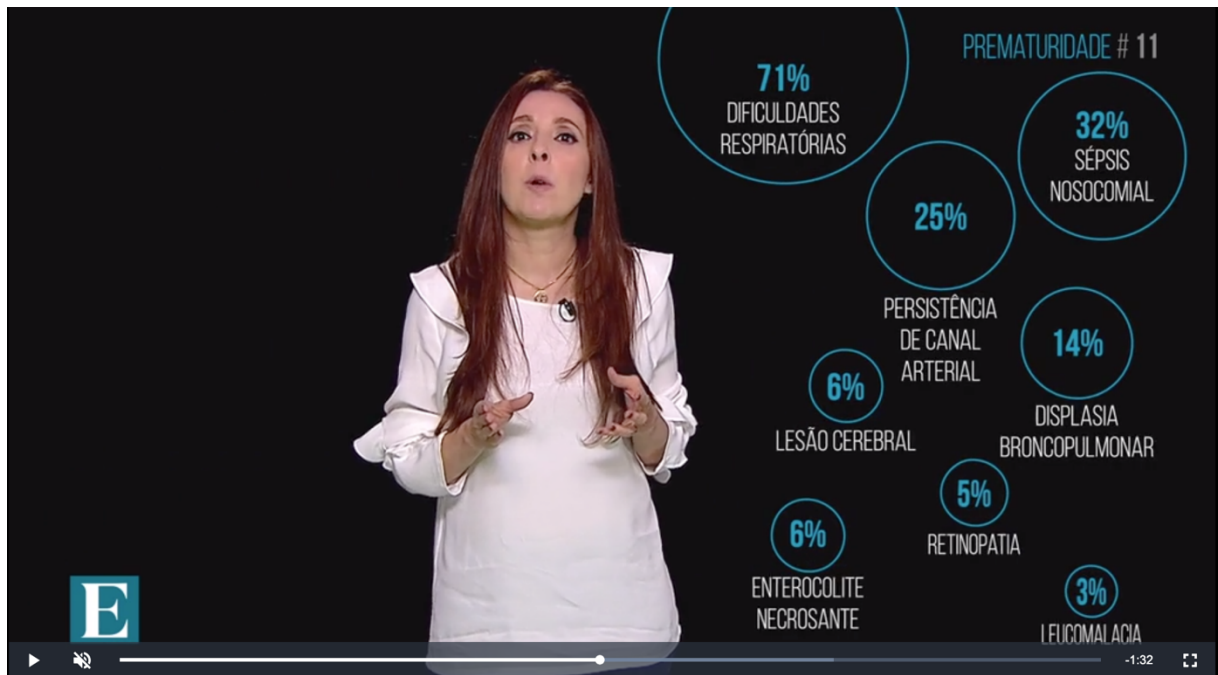 PREMATURIDADE # 11
71%
DIFICULDADES
RESPIRATÓRIAS
32%
SÉPSIS
NOSOCOMIAL
25%
PERSISTÊNCIA
DE CANAL
ARTERIAL
14%
DISPLASIA
BRONCOPULMONAR
6%
LESÃO CEREBRAL
5%
RETINOPATIA
6%
ENTEROCOLITE
NECROSANTE
3%
LEUCOMALACIA
E
-1:32